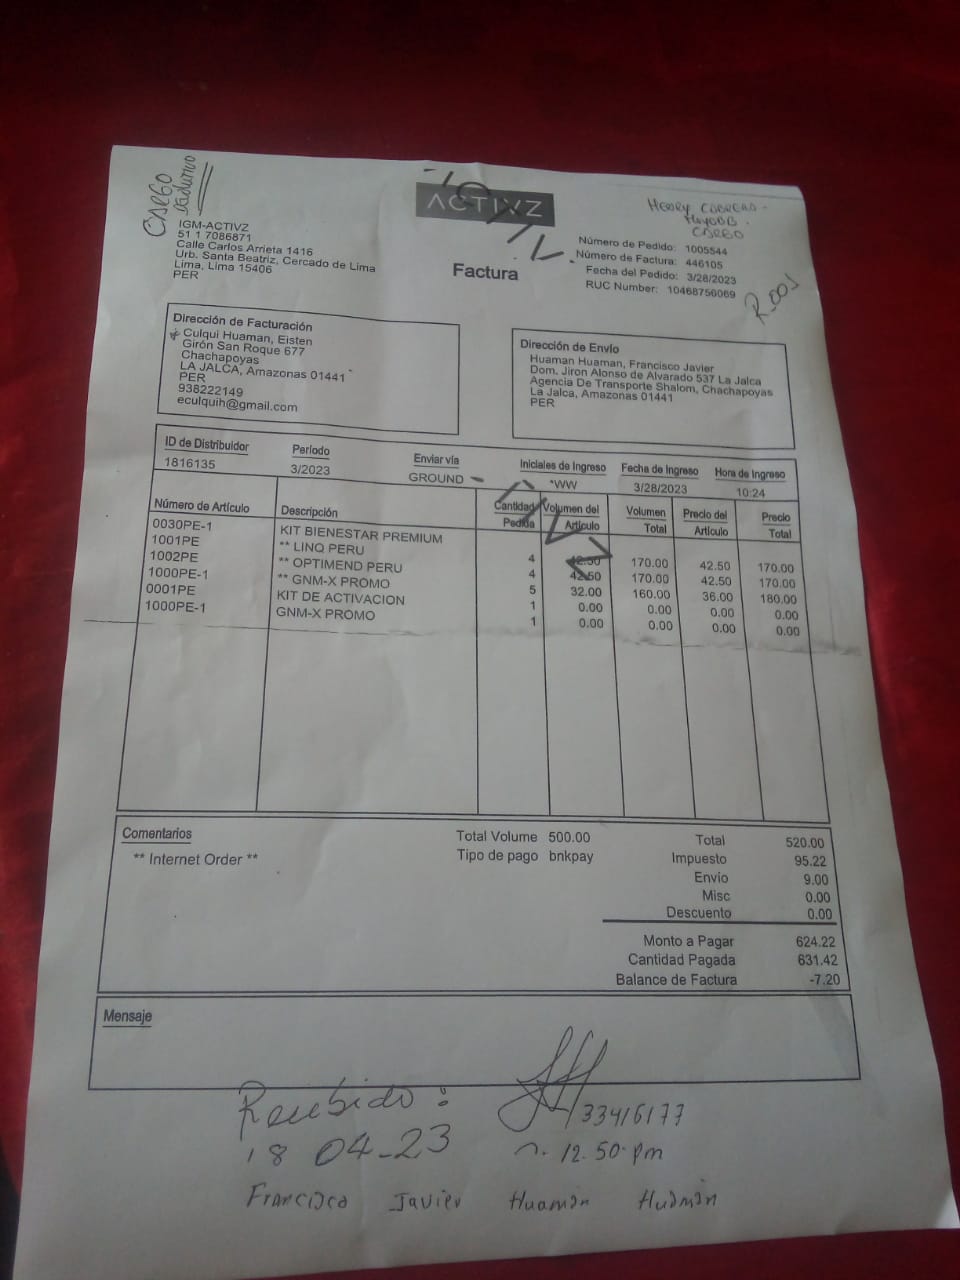 CARGO
ACTIVZ
Factura
IGM-ACTIVZ
51 1 7086871
Calle Carlos Arrieta 1416
Urb. Santa Beatriz, Cercado de Lima
Lima, Lima 15406
PER
Henry Cabrera -
CARGO
Número de Pedido: 1005544
Número de Factura: 446105
Fecha del Pedido: 3/28/2023
RUC Number: 10468756069
R_001
Dirección de Facturación
Culqui Huaman, Eisten
Girón San Roque 677
Chachapoyas
LA JALCA, Amazonas 01441
PER
938222149
eculquih@gmail.com
Dirección de Envío
Huaman Huaman, Francisco Javier
Dom. Jiron Alonso de Alvarado 537 La Jalca
Agencia De Transporte Shalom, Chachapoyas
La Jalca, Amazonas 01441
PER
ID de Distribuidor Período Enviar vía Iniciales de Ingreso Fecha de Ingreso Hora de Ingreso
1816135 3/2023 GROUND *WW 3/28/2023 10:24
Número de Artículo Descripción Cantidad Pedida Volumen del Artículo Volumen Total Precio del Artículo Precio Total
0030PE-1 KIT BIENESTAR PREMIUM
1001PE ** LINQ PERU 4 42.50 170.00 42.50 170.00
1002PE ** OPTIMEND PERU 4 42.50 170.00 42.50 170.00
1000PE-1 ** GNM-X PROMO 5 32.00 160.00 36.00 180.00
0001PE KIT DE ACTIVACION 1 0.00 0.00 0.00 0.00
1000PE-1 GNM-X PROMO 1 0.00 0.00 0.00 0.00
Comentarios
** Internet Order **
Total Volume 500.00
Tipo de pago bnkpay
Total 520.00
Impuesto 95.22
Envío 9.00
Misc 0.00
Descuento 0.00
Monto a Pagar 624.22
Cantidad Pagada 631.42
Balance de Factura -7.20
Mensaje
Recibido : 33416177
18 04-23 12.50 pm
Francisco Javier Huamán Huamán